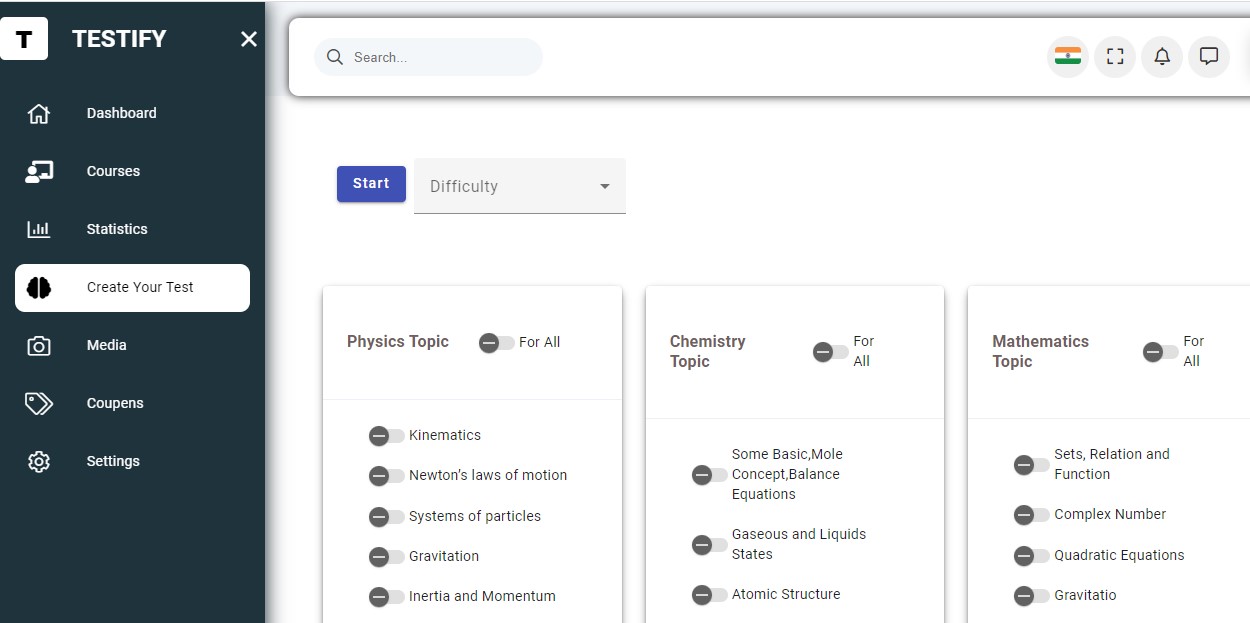 T
TESTIFY
Dashboard
Courses
Statistics
Create Your Test
Media
Coupens
Settings
Search...
Start
Difficulty
Physics Topic
For All
Kinematics
Newton's laws of motion
Systems of particles
Gravitation
Inertia and Momentum
Chemistry
Topic
For
All
Some Basic,Mole
Concept,Balance
Equations
Gaseous and Liquids
States
Atomic Structure
Mathematics
Topic
For
All
Sets, Relation and
Function
Complex Number
Quadratic Equations
Gravitatio